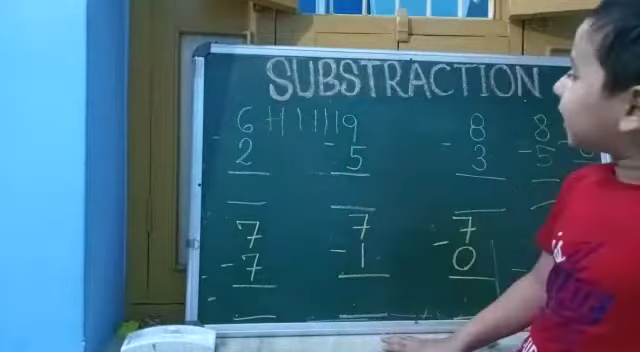 SUBSTRACTION
6 9 8 8
- 2 - 5 - 3 - 5 -
7 7 7
- 7 - 1 - 0